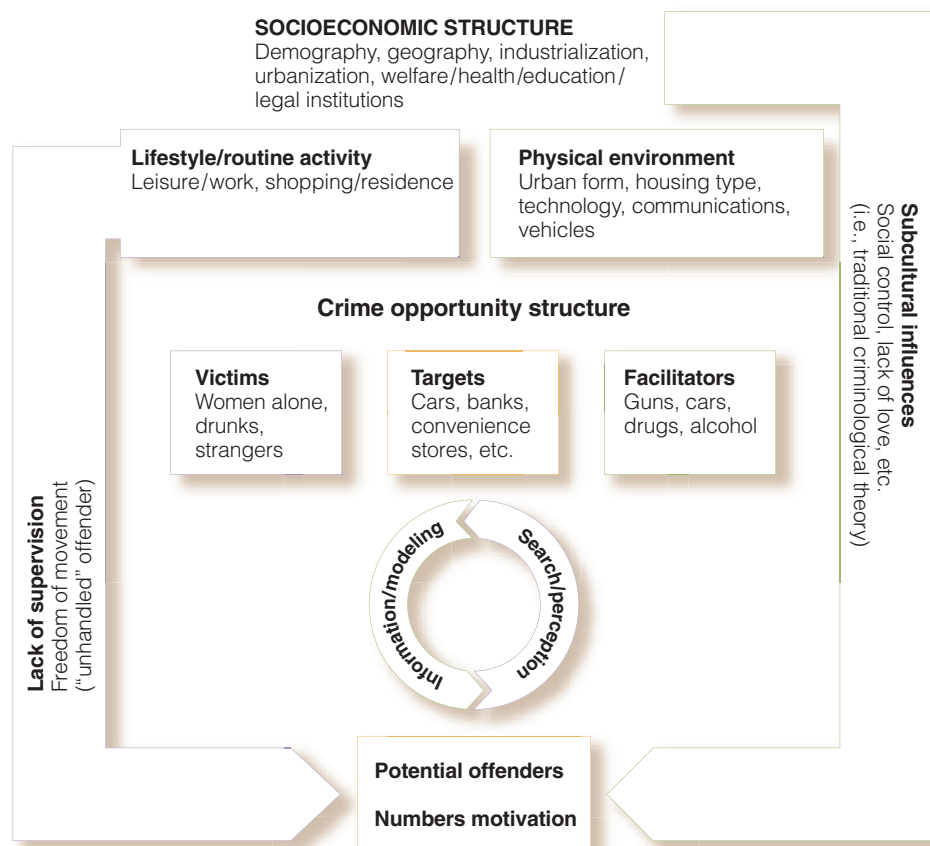 SOCIOECONOMIC STRUCTURE
Demography, geography, industrialization,
urbanization, welfare/health/education/
legal institutions
Lifestyle/routine activity
Leisure/work, shopping/residence
Physical environment
Urban form, housing type,
technology, communications,
vehicles
Subcultural influences
Social control, lack of love, etc.
(i.e., traditional criminological theory)
Crime opportunity structure
Victims
Women alone,
drunks,
strangers
Targets
Cars, banks,
convenience
stores, etc.
Facilitators
Guns, cars,
drugs, alcohol
Lack of supervision
Freedom of movement
(“unhandled” offender)
Information/modeling
Search/perception
Potential offenders
Numbers motivation